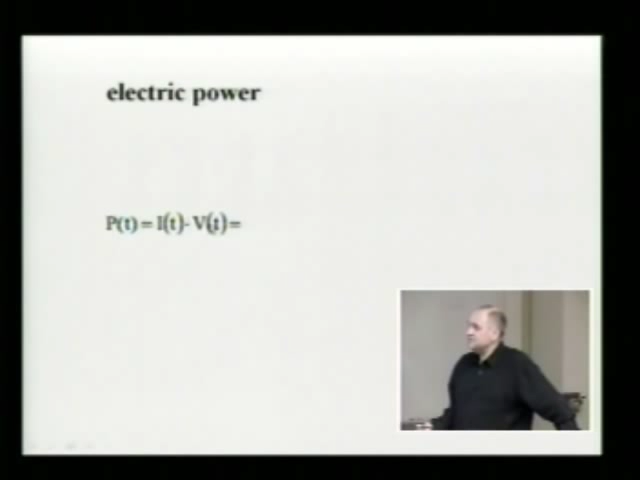 electric power
P(t) = I(t)· V(t) =